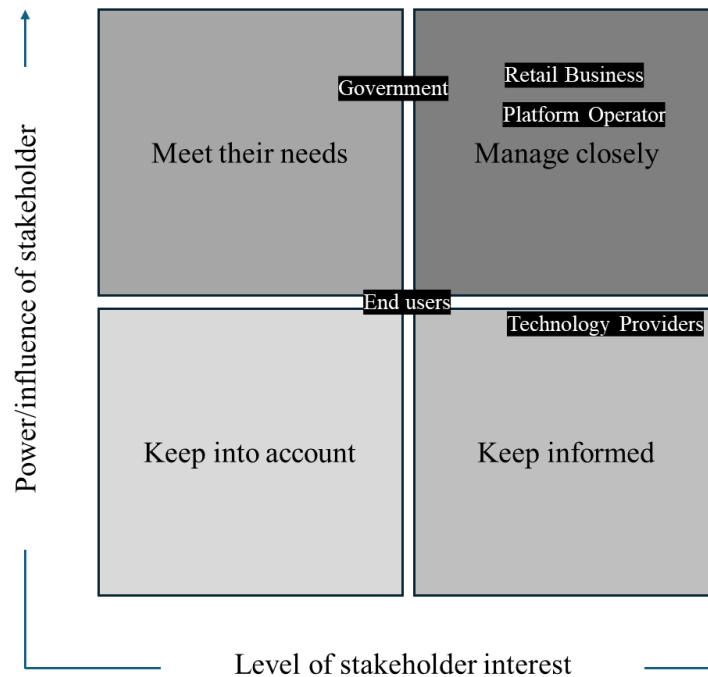 Power/influence of stakeholder
Government
Retail Business
Platform Operator
Meet their needs
Manage closely
End users
Technology Providers
Keep into account
Keep informed
Level of stakeholder interest